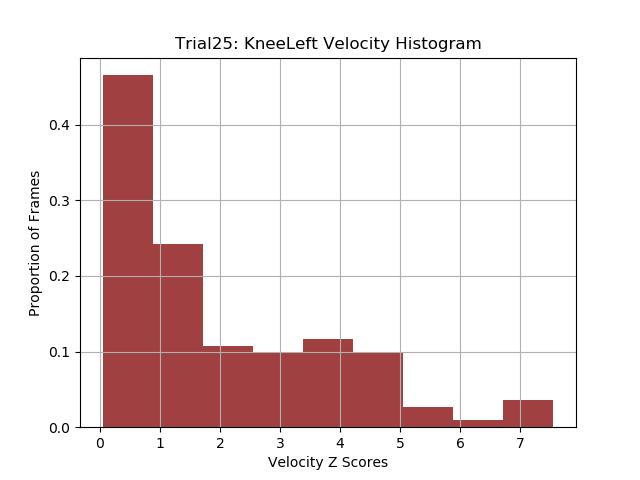 Trial25: KneeLeft Velocity Histogram
0.4
0.3
0.2
0.1
0.0
Proportion of Frames
0 1 2 3 4 5 6 7
Velocity Z Scores